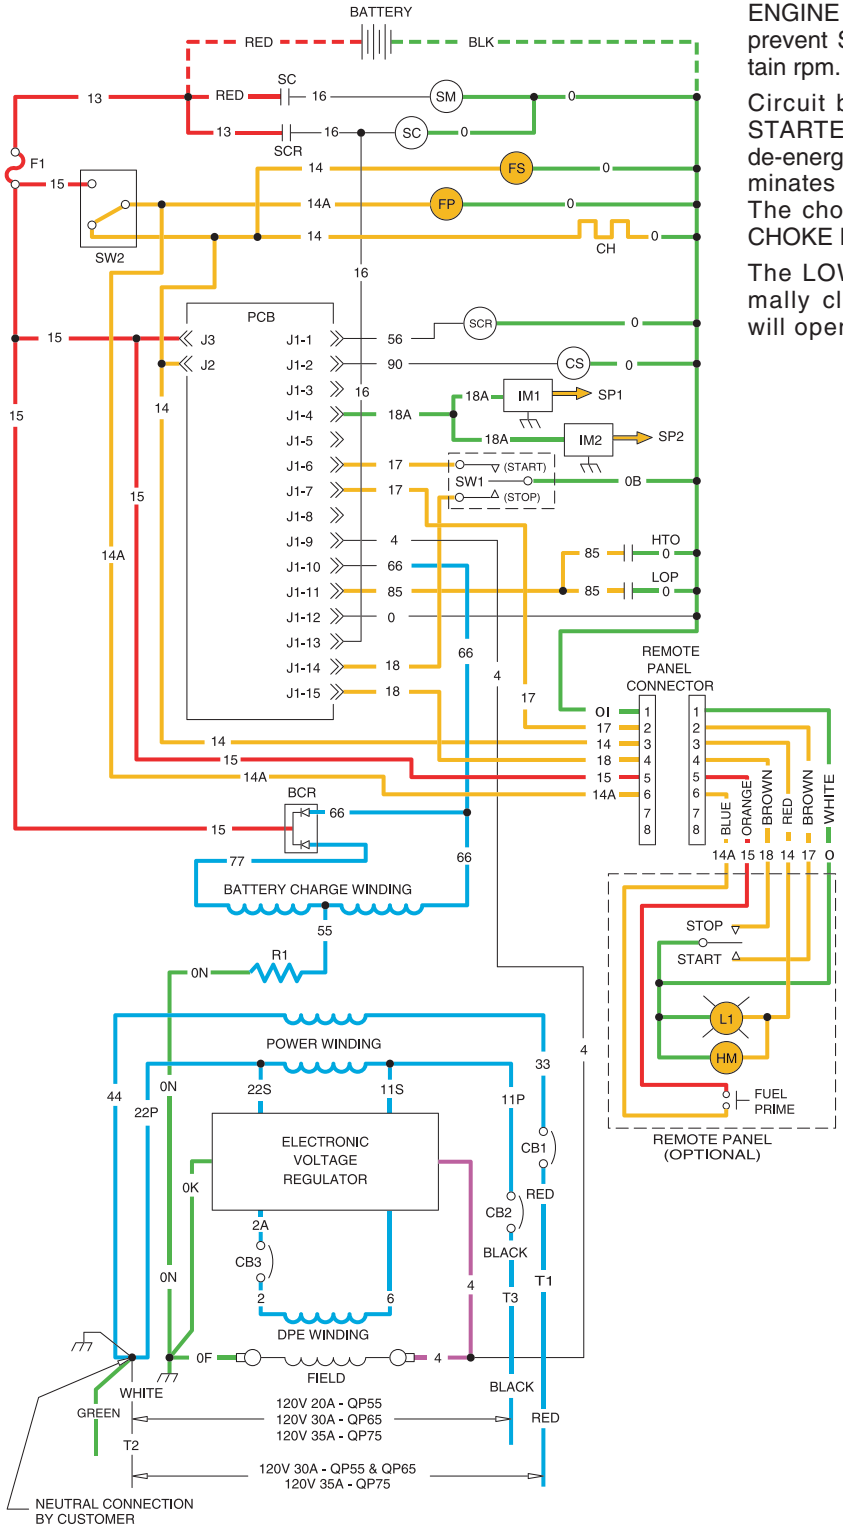 BATTERY
RED
BLK
ENGINE
prevent S
tain rpm.
Circuit b
STARTE
de-energ
minates
The cho
CHOKE
The LOW
mally cl
will oper
13
RED
SC
16
SM
0
13
SCR
16
SC
0
F1
15
14
FS
0
14A
FP
0
14
CH
0
SW2
16
PCB
15
J3
J1-1
56
SCR
0
J2
J1-2
90
CS
0
J1-3
16
15
14
J1-4
18A
18A
IM1
SP1
J1-5
18A
IM2
SP2
J1-6
17
(START)
SW1
0B
15
J1-7
17
(STOP)
J1-8
14A
J1-9
4
HTO
85
0
J1-10
66
LOP
J1-11
85
85
0
J1-12
0
J1-13
66
4
17
J1-14
18
J1-15
18
REMOTE
PANEL
CONNECTOR
OI
1
1
17
2
2
14
14
3
3
15
18
4
4
14A
15
5
5
14A
6
6
7
7
8
8
BLUE
ORANGE
BROWN
RED
BROWN
WHITE
14A
15
18
14
17
O
BCR
66
15
77
66
BATTERY CHARGE WINDING
55
R1
0N
STOP
START
L1
HM
FUEL
PRIME
REMOTE PANEL
(OPTIONAL)
POWER WINDING
44
22P
0N
22S
11S
11P
33
4
ELECTRONIC
VOLTAGE
REGULATOR
0K
CB1
RED
2A
CB2
BLACK
CB3
0N
2
6
4
T3
T1
DPE WINDING
0F
FIELD
4
WHITE
GREEN
T2
BLACK
RED
120V 20A - QP55
120V 30A - QP65
120V 35A - QP75
120V 30A - QP55 & QP65
120V 35A - QP75
NEUTRAL CONNECTION
BY CUSTOMER